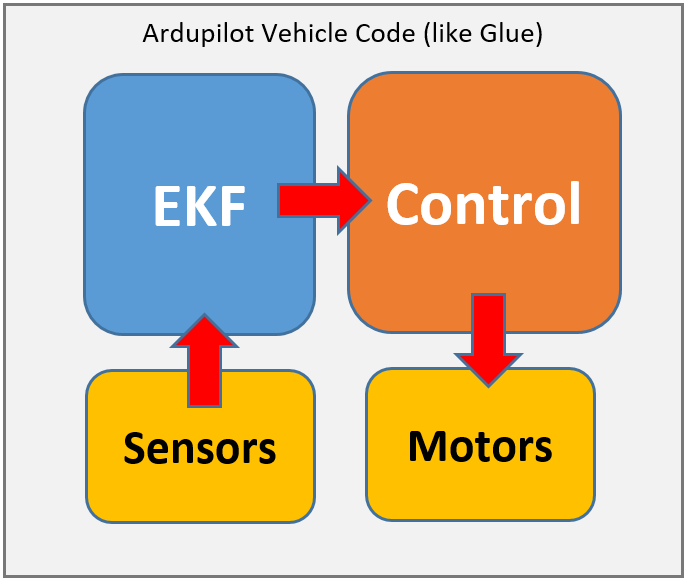 Ardupilot Vehicle Code (like Glue)
EKF
Control
Sensors
Motors